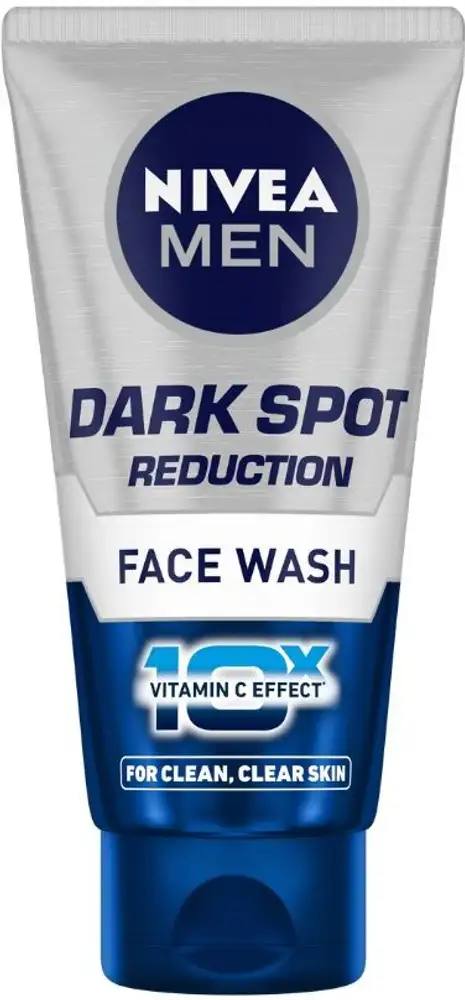 NIVEA
MEN
DARK SPOT
REDUCTION
FACE WASH
10X
VITAMIN C EFFECT*
FOR CLEAN, CLEAR SKIN